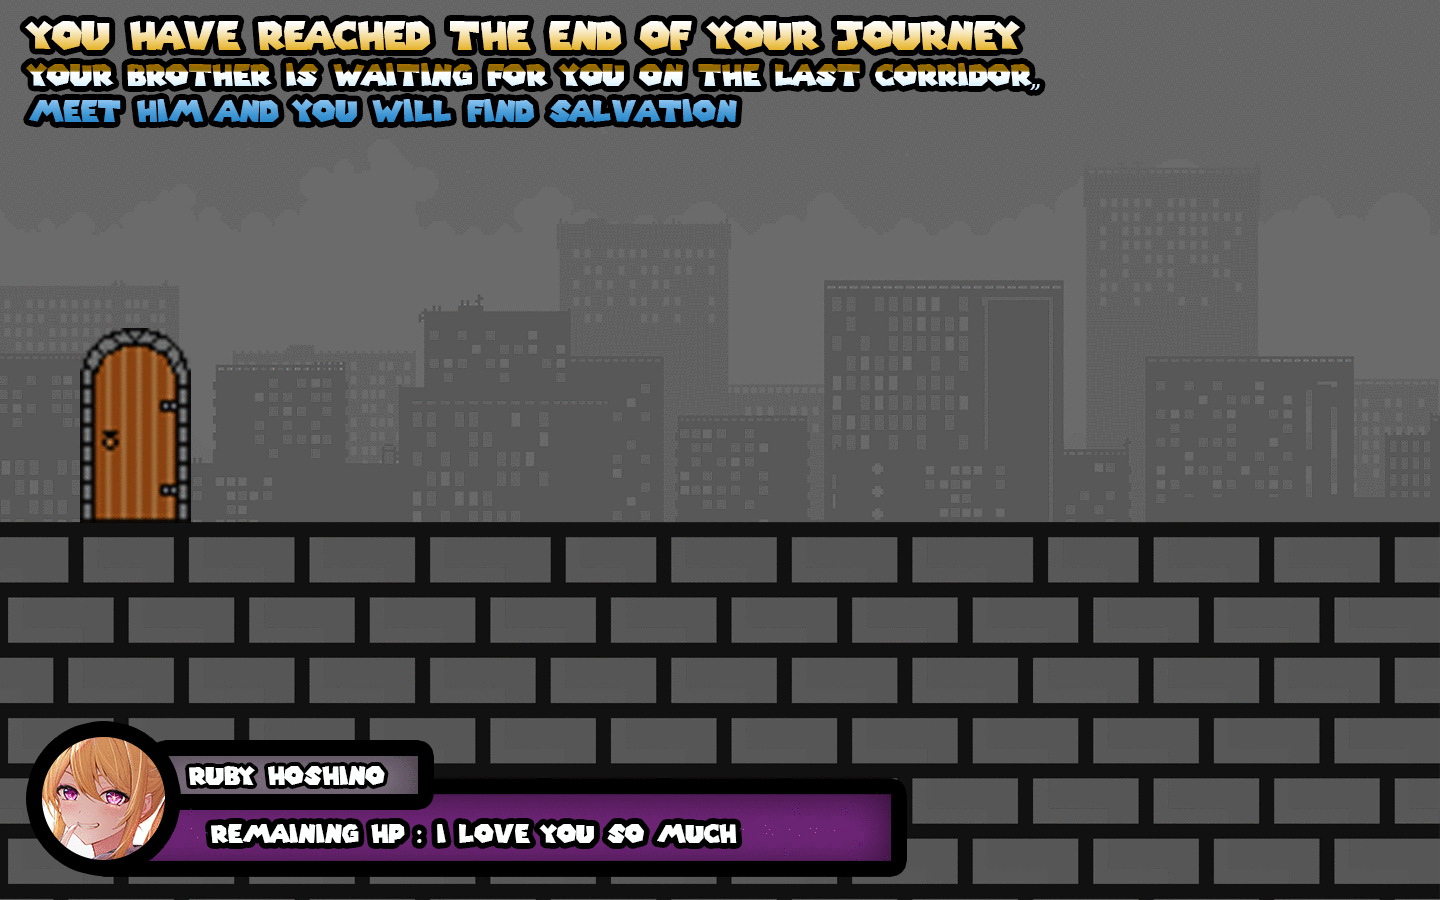 YOU HAVE REACHED THE END OF YOUR JOURNEY
YOUR BROTHER IS WAITING FOR YOU ON THE LAST CORRIDOR,,
MEET HIM AND YOU WILL FIND SALVATION
RUBY HOSHINO
REMAINING HP : I LOVE YOU SO MUCH